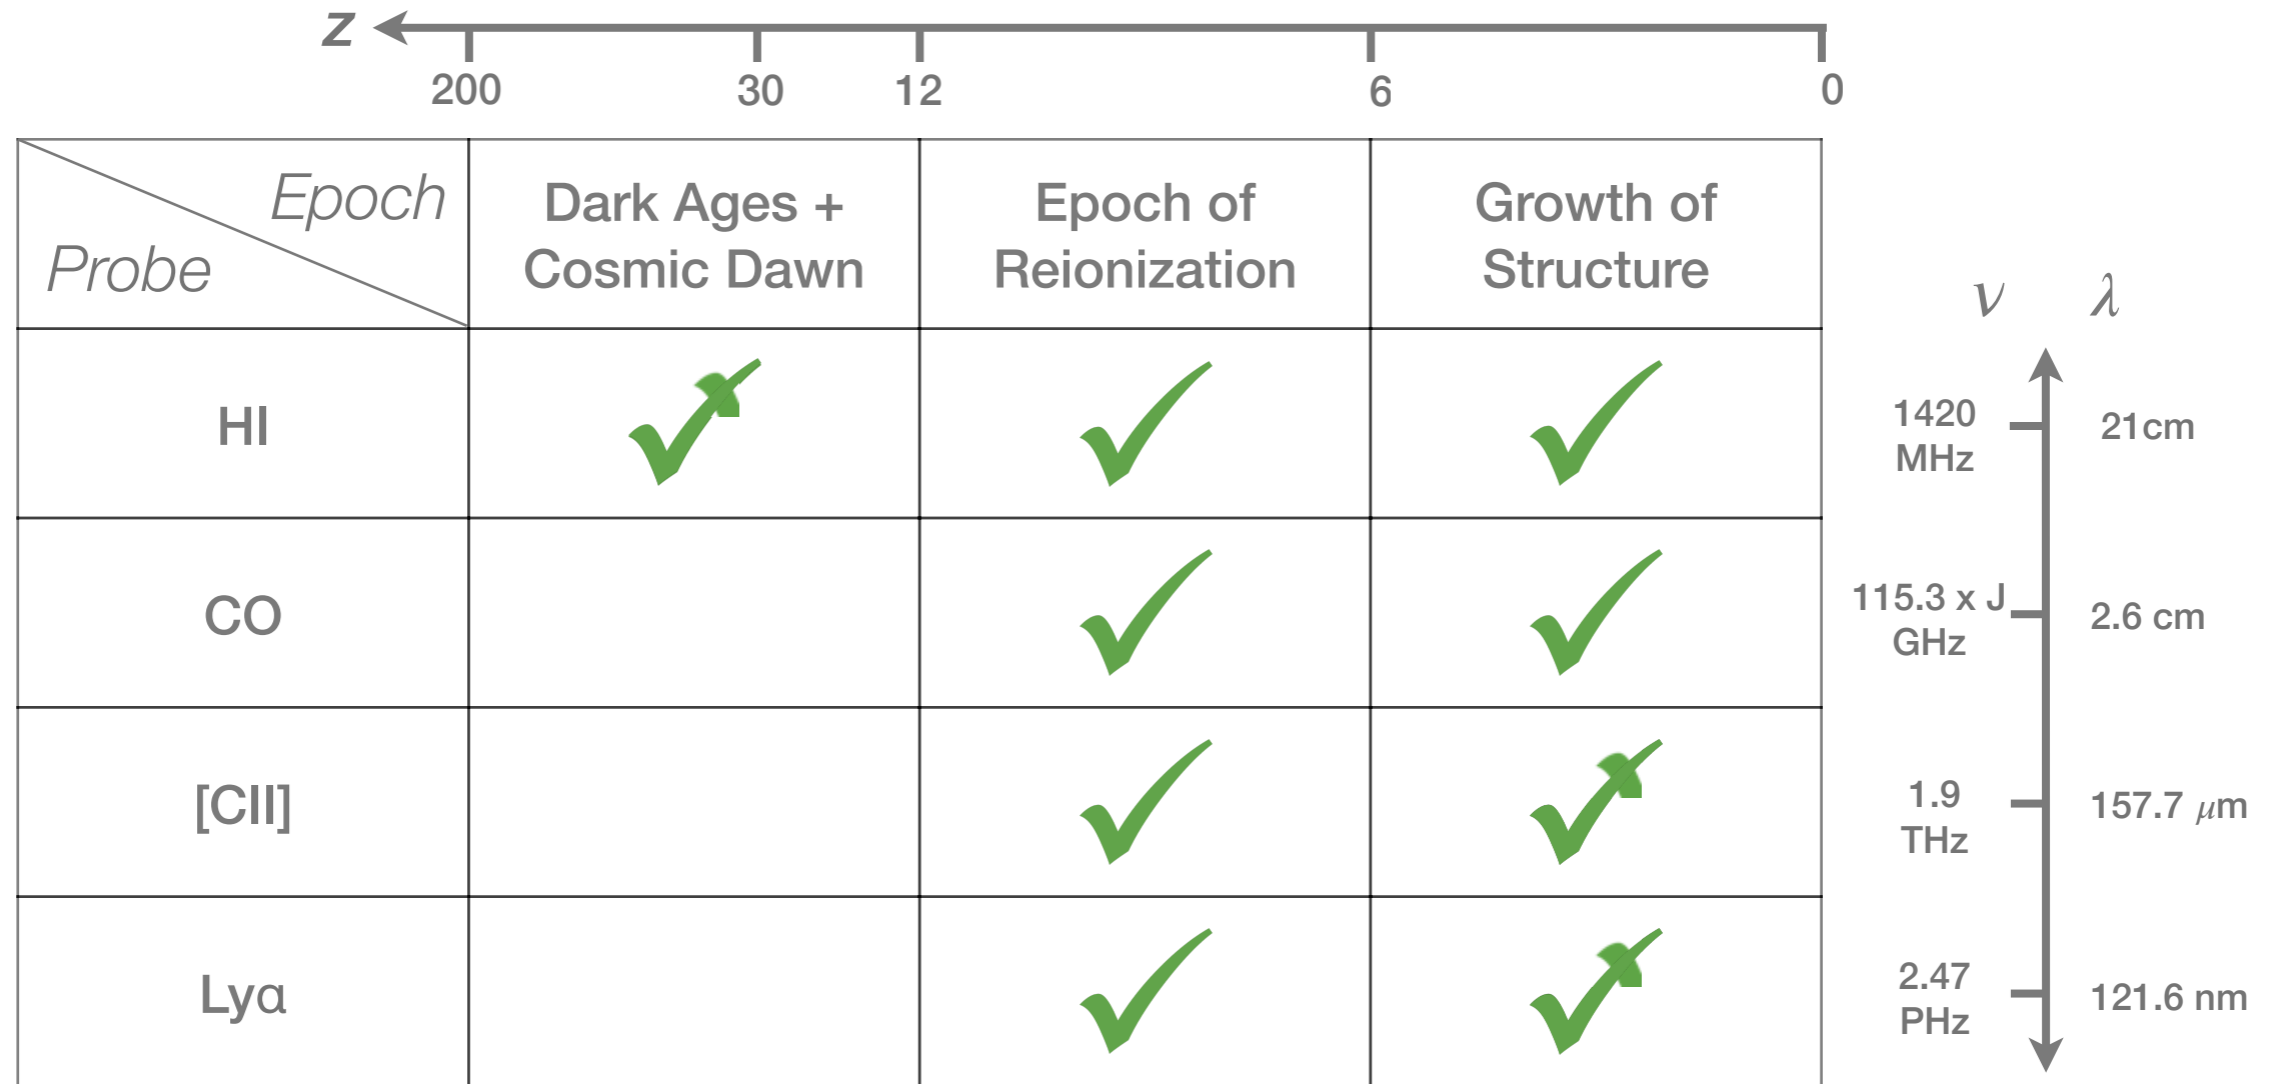 z
200 30 12 6 0
Epoch
Probe
Dark Ages +
Cosmic Dawn
Epoch of
Reionization
Growth of
Structure
ν λ
HI
1420
MHz
21cm
CO
115.3 x J
GHz
2.6 cm
[CII]
1.9
THz
157.7 μm
Lyα
2.47
PHz
121.6 nm